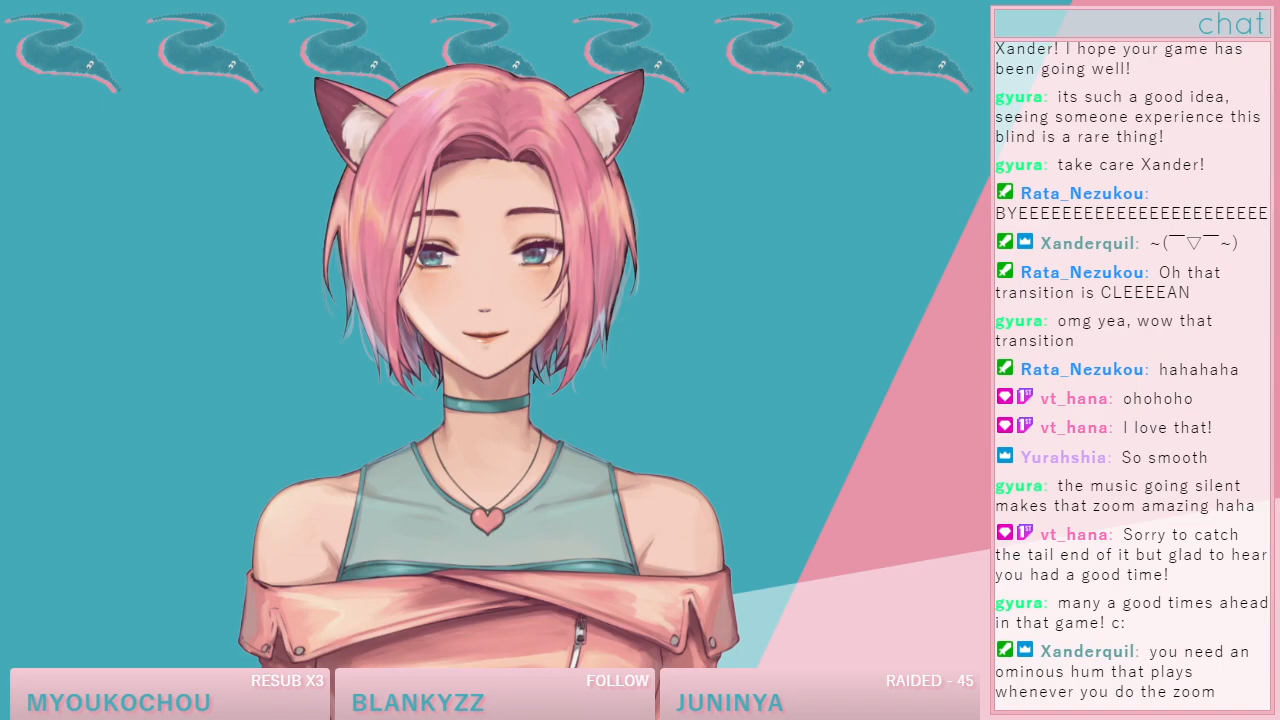 chat
Xander! I hope your game has
been going well!
gyura: its such a good idea,
seeing someone experience this
blind is a rare thing!
gyura: take care Xander!
Rata_Nezukou:
BYEEEEEEEEEEEEEEEEEEEEEEE
Xanderquil: ~(￣▽￣~)
Rata_Nezukou: Oh that
transition is CLEEEEAN
gyura: omg yea, wow that
transition
Rata_Nezukou: hahahaha
vt_hana: ohohoho
vt_hana: I love that!
Yurahshia: So smooth
gyura: the music going silent
makes that zoom amazing haha
vt_hana: Sorry to catch
the tail end of it but glad to hear
you had a good time!
gyura: many a good times ahead
in that game! c:
Xanderquil: you need an
ominous hum that plays
whenever you do the zoom
RESUB X3
MYOUKOCHOU
FOLLOW
BLANKYZZ
RAIDED - 45
JUNINYA